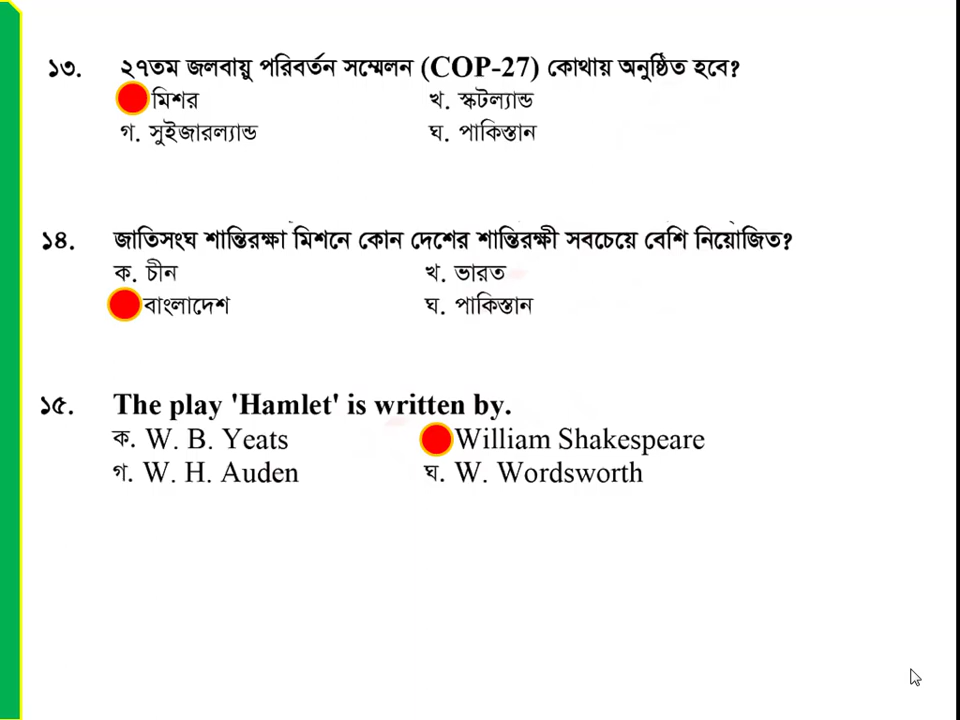 ১৩. ২৭তম জলবায়ু পরিবর্তন সম্মেলন (COP-27) কোথায় অনুষ্ঠিত হবে?
মিশর খ. স্কটল্যান্ড
গ. সুইজারল্যান্ড ঘ. পাকিস্তান
১৪. জাতিসংঘ শান্তিরক্ষা মিশনে কোন দেশের শান্তিরক্ষী সবচেয়ে বেশি নিয়োজিত?
ক. চীন খ. ভারত
বাংলাদেশ ঘ. পাকিস্তান
১৫. The play 'Hamlet' is written by.
ক. W. B. Yeats William Shakespeare
গ. W. H. Auden ঘ. W. Wordsworth